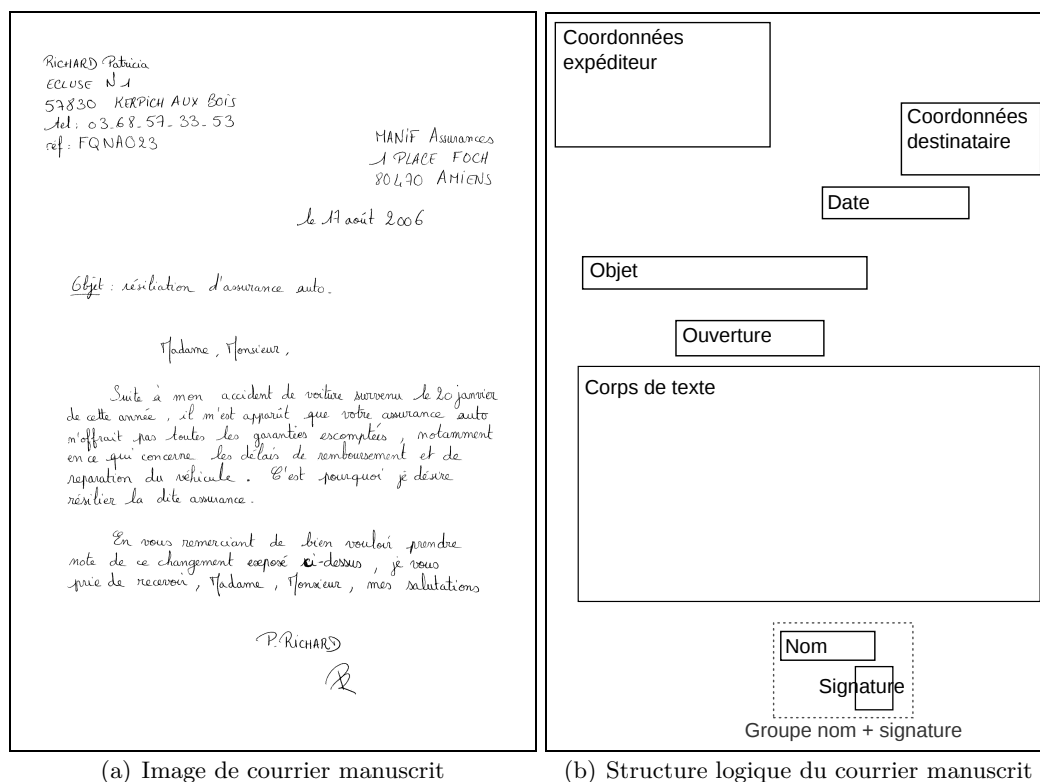 RICHARD Patricia
ECLUSE N 1
57830 KERPICH AUX BOIS
tel : 03_68_57_33_53
réf : FQNA023
MANIF Assurances
1 PLACE FOCH
80470 AMIENS
le 17 août 2006
Objet : résiliation d'assurance auto.
Madame, Monsieur,
Suite à mon accident de voiture survenu le 20 janvier
de cette année, il m'est apparût que votre assurance auto
n'offrait pas toutes les garanties escomptées, notamment
en ce qui concerne les délais de remboursement et de
reparation du véhicule. C'est pourquoi je désire
résilier la dite assurance.
En vous remerciant de bien vouloir prendre
note de ce changement exposé ci-dessus, je vous
prie de recevoir, Madame, Monsieur, mes salutations
P. RICHARD
(a) Image de courrier manuscrit
Coordonnées
expéditeur
Coordonnées
destinataire
Date
Objet
Ouverture
Corps de texte
Nom
Signature
Groupe nom + signature
(b) Structure logique du courrier manuscrit